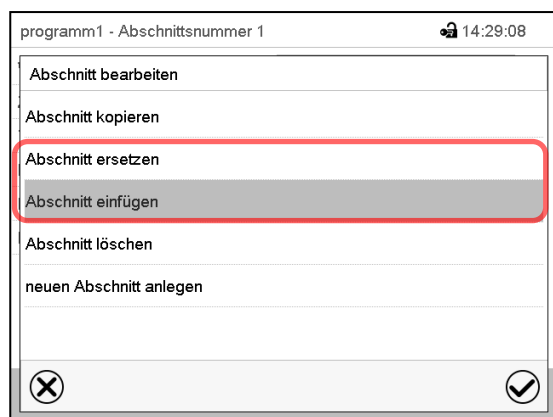 programm1 - Abschnittsnummer 1 14:29:08
Abschnitt bearbeiten
Abschnitt kopieren
Abschnitt ersetzen
Abschnitt einfügen
Abschnitt löschen
neuen Abschnitt anlegen